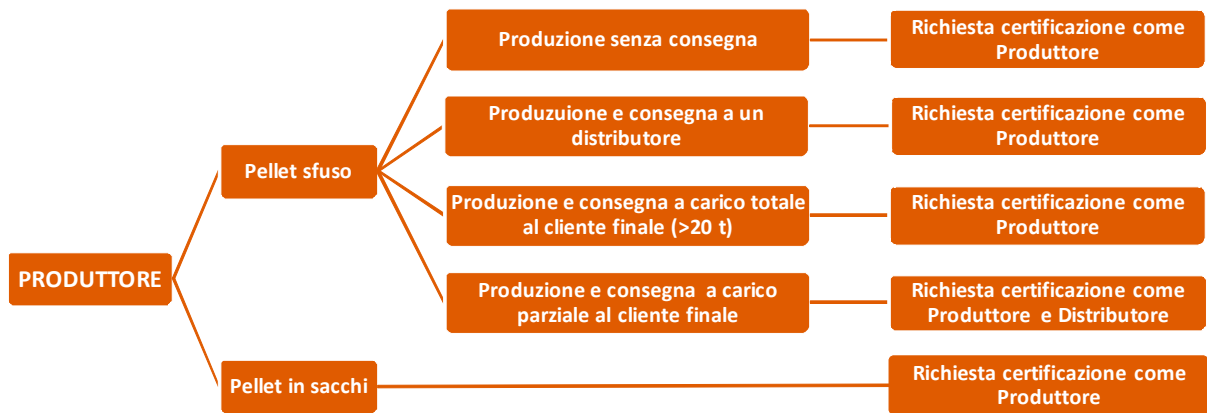 PRODUTTORE
Pellet sfuso
Produzione senza consegna
Richiesta certificazione come
Produttore
Produzuione e consegna a un
distributore
Richiesta certificazione come
Produttore
Produzione e consegna a carico totale
al cliente finale (>20 t)
Richiesta certificazione come
Produttore
Produzione e consegna a carico
parziale al cliente finale
Richiesta certificazione come
Produttore e Distributore
Pellet in sacchi
Richiesta certificazione come
Produttore